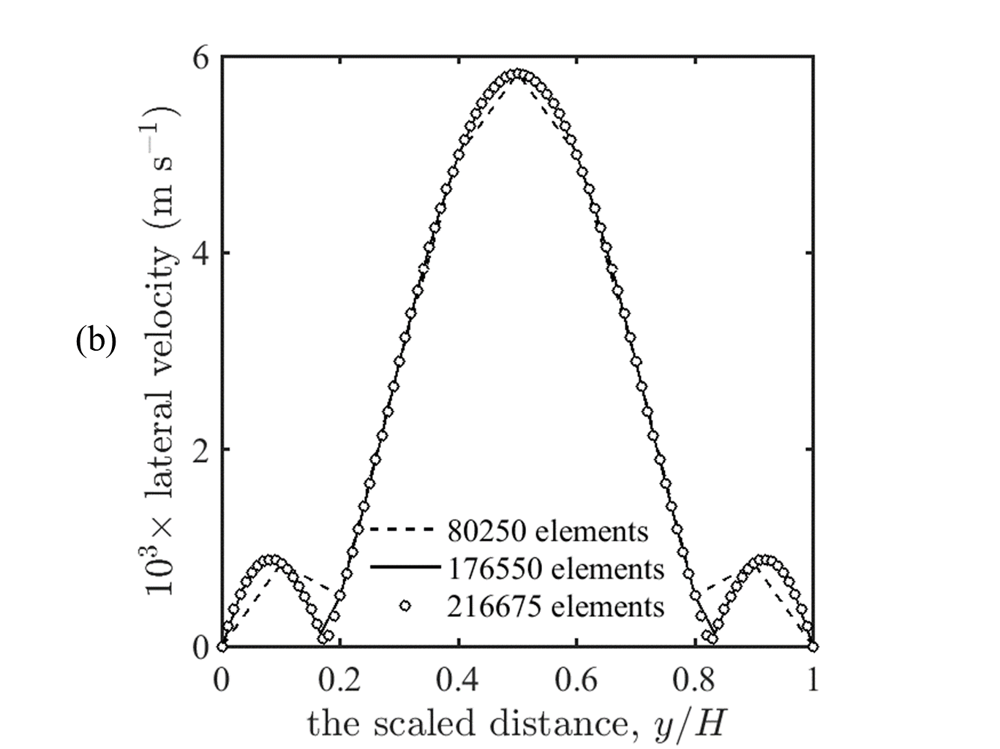 (b)
10³× lateral velocity (m s⁻¹)
6
4
2
0
80250 elements
176550 elements
216675 elements
0 0.2 0.4 0.6 0.8 1
the scaled distance, y/H